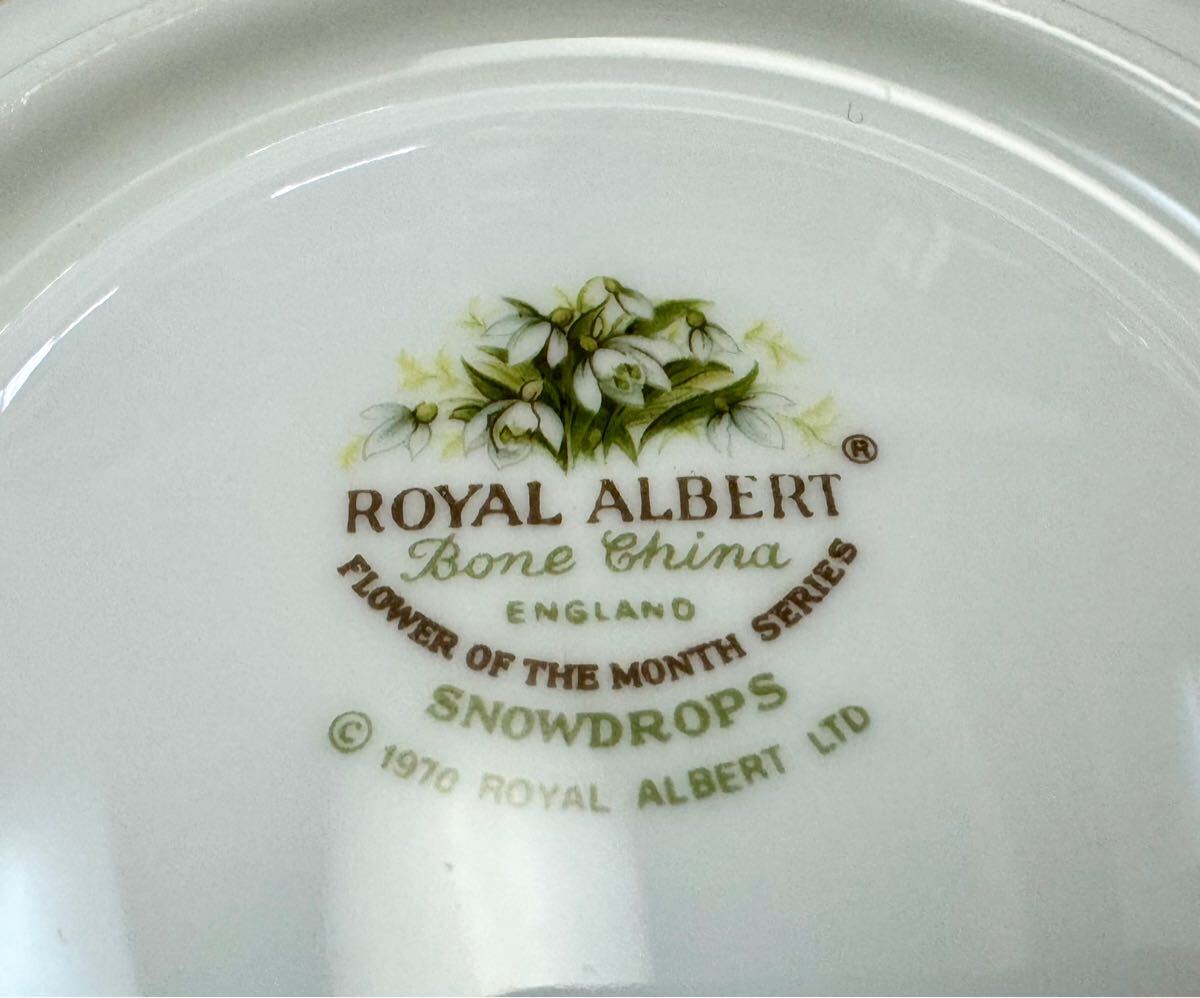 ROYAL ALBERT ®
Bone China
ENGLAND
FLOWER OF THE MONTH SERIES
SNOWDROPS
© 1970 ROYAL ALBERT LTD